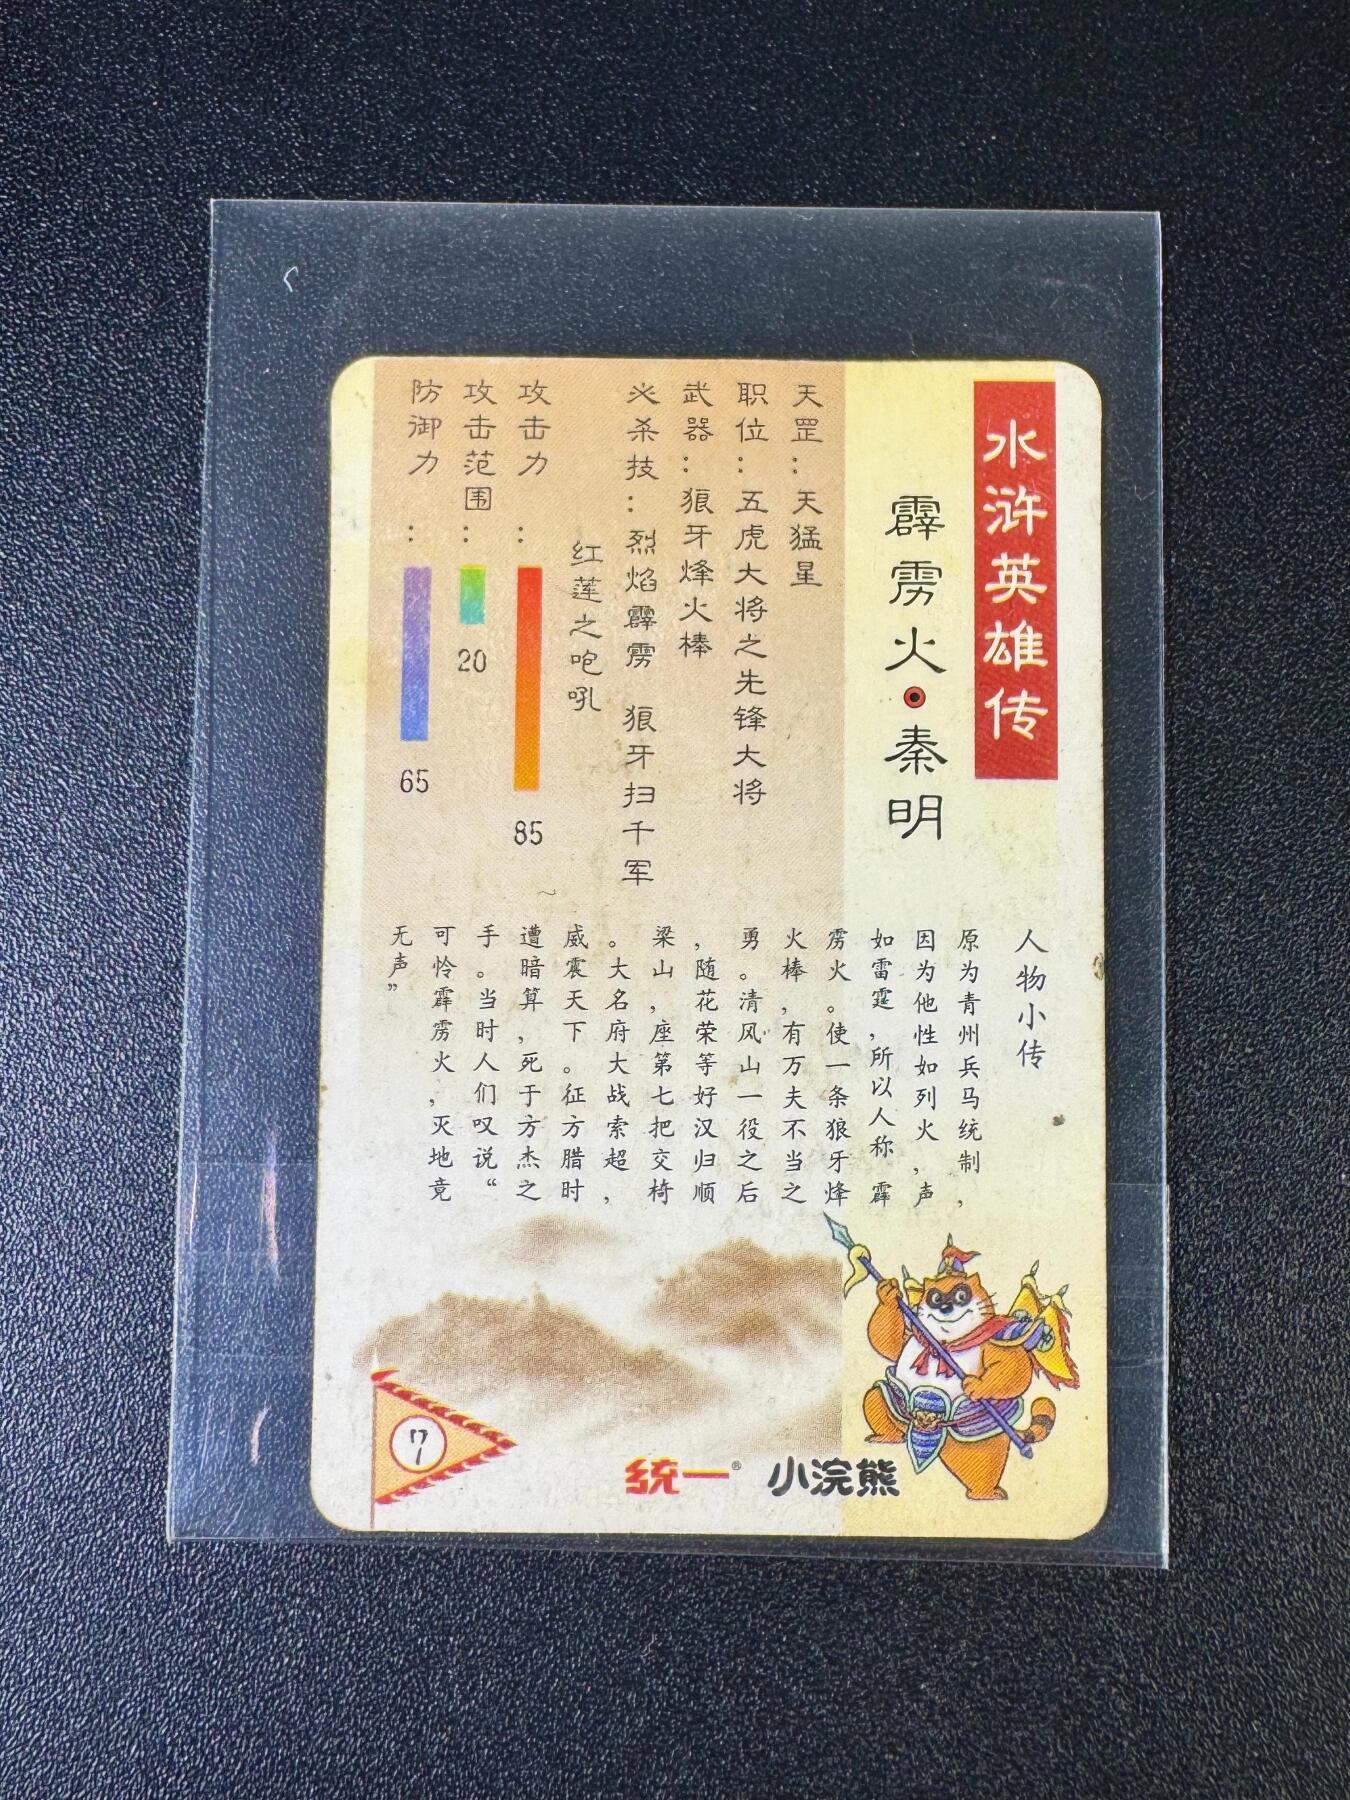 水浒英雄传
霹雳火·秦明
天罡：天猛星
职位：五虎大将之先锋大将
武器：狼牙烽火棒
必杀技：烈焰霹雳 狼牙扫千军
红莲之咆吼
攻击力：85
攻击范围：20
防御力：65
人物小传
原为青州兵马统制，
因为他性如列火，声
如雷霆，所以人称 霹
雳火。使一条狼牙烽
火棒，有万夫不当之
勇。清风山一役之后
，随花荣等好汉归顺
梁山，座第七把交椅
。大名府大战索超，
威震天下。征方腊时
遭暗算，死于方杰之
手。当时人们叹说“
可怜霹雳火，灭地竟
无声”
7
统一® 小浣熊